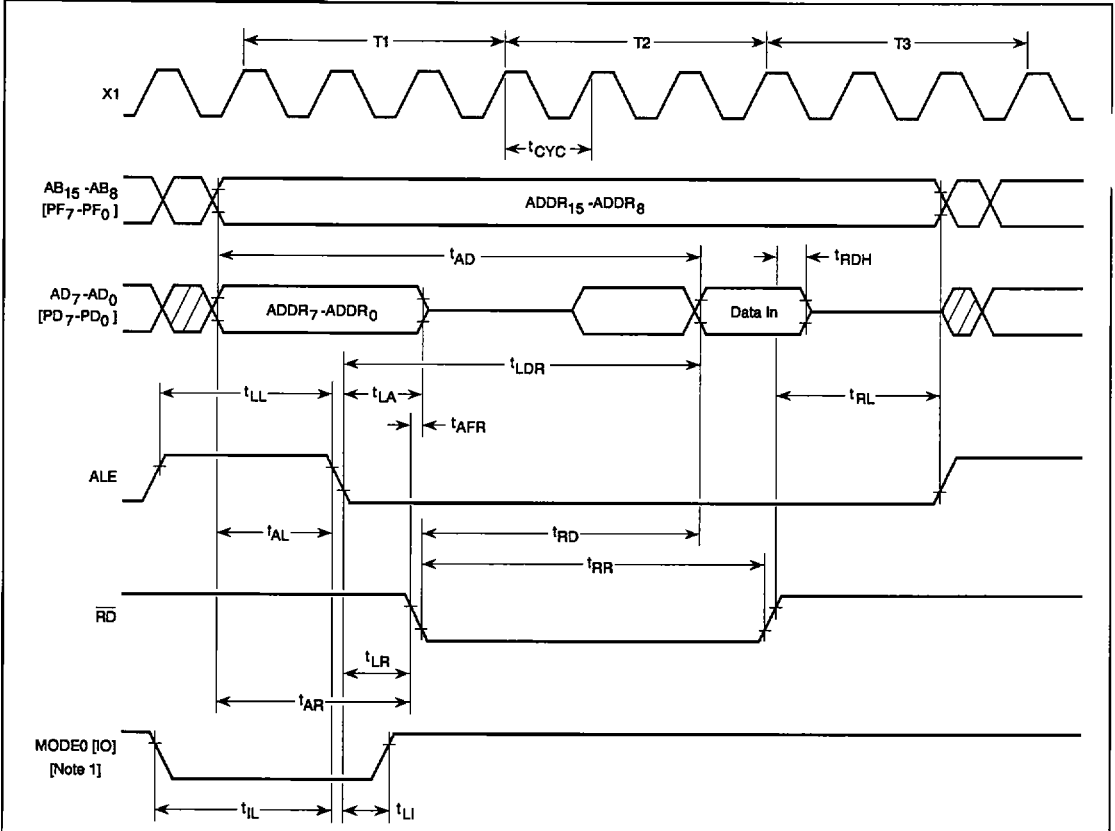 T1 T2 T3
X1
tCYC
AB15 -AB8
[PF7 -PF0 ]
ADDR15 -ADDR8
tAD
tRDH
AD7 -AD0
[PD7 -PD0 ]
ADDR7 -ADDR0
Data In
tLDR
tLL
tLA
tRL
tAFR
ALE
tAL
tRD
tRR
RD
tLR
tAR
MODE0 [IO]
[Note 1]
tIL
tLI